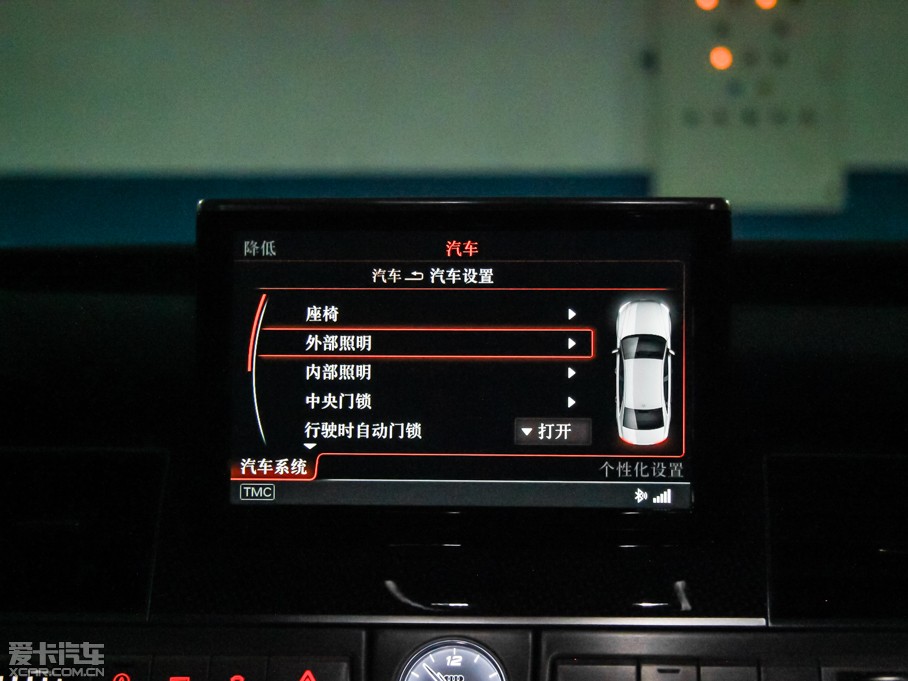 降低
汽车
汽车 汽车设置
座椅
外部照明
内部照明
中央门锁
行驶时自动门锁 打开
汽车系统 个性化设置
TMC
12
爱卡汽车
XCAR.COM.CN